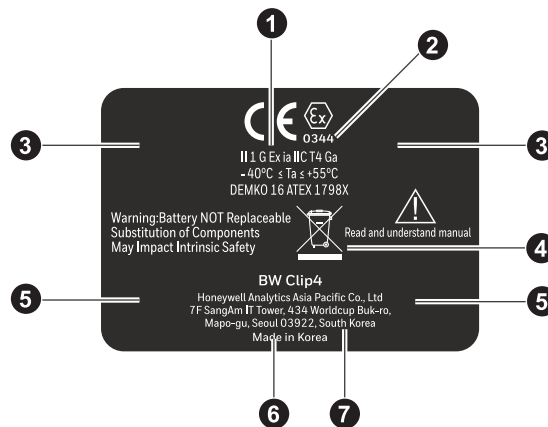 1
2
CE Ex
0344
3
3
II 1 G Ex ia IIC T4 Ga
-40°C ≤ Ta ≤ +55°C
DEMKO 16 ATEX 1798X
Warning:Battery NOT Replaceable
Substitution of Components
May Impact Intrinsic Safety
Read and understand manual
4
BW Clip4
5
5
Honeywell Analytics Asia Pacific Co., Ltd
7F SangAm IT Tower, 434 Worldcup Buk-ro,
Mapo-gu, Seoul 03922, South Korea
Made in Korea
6
7